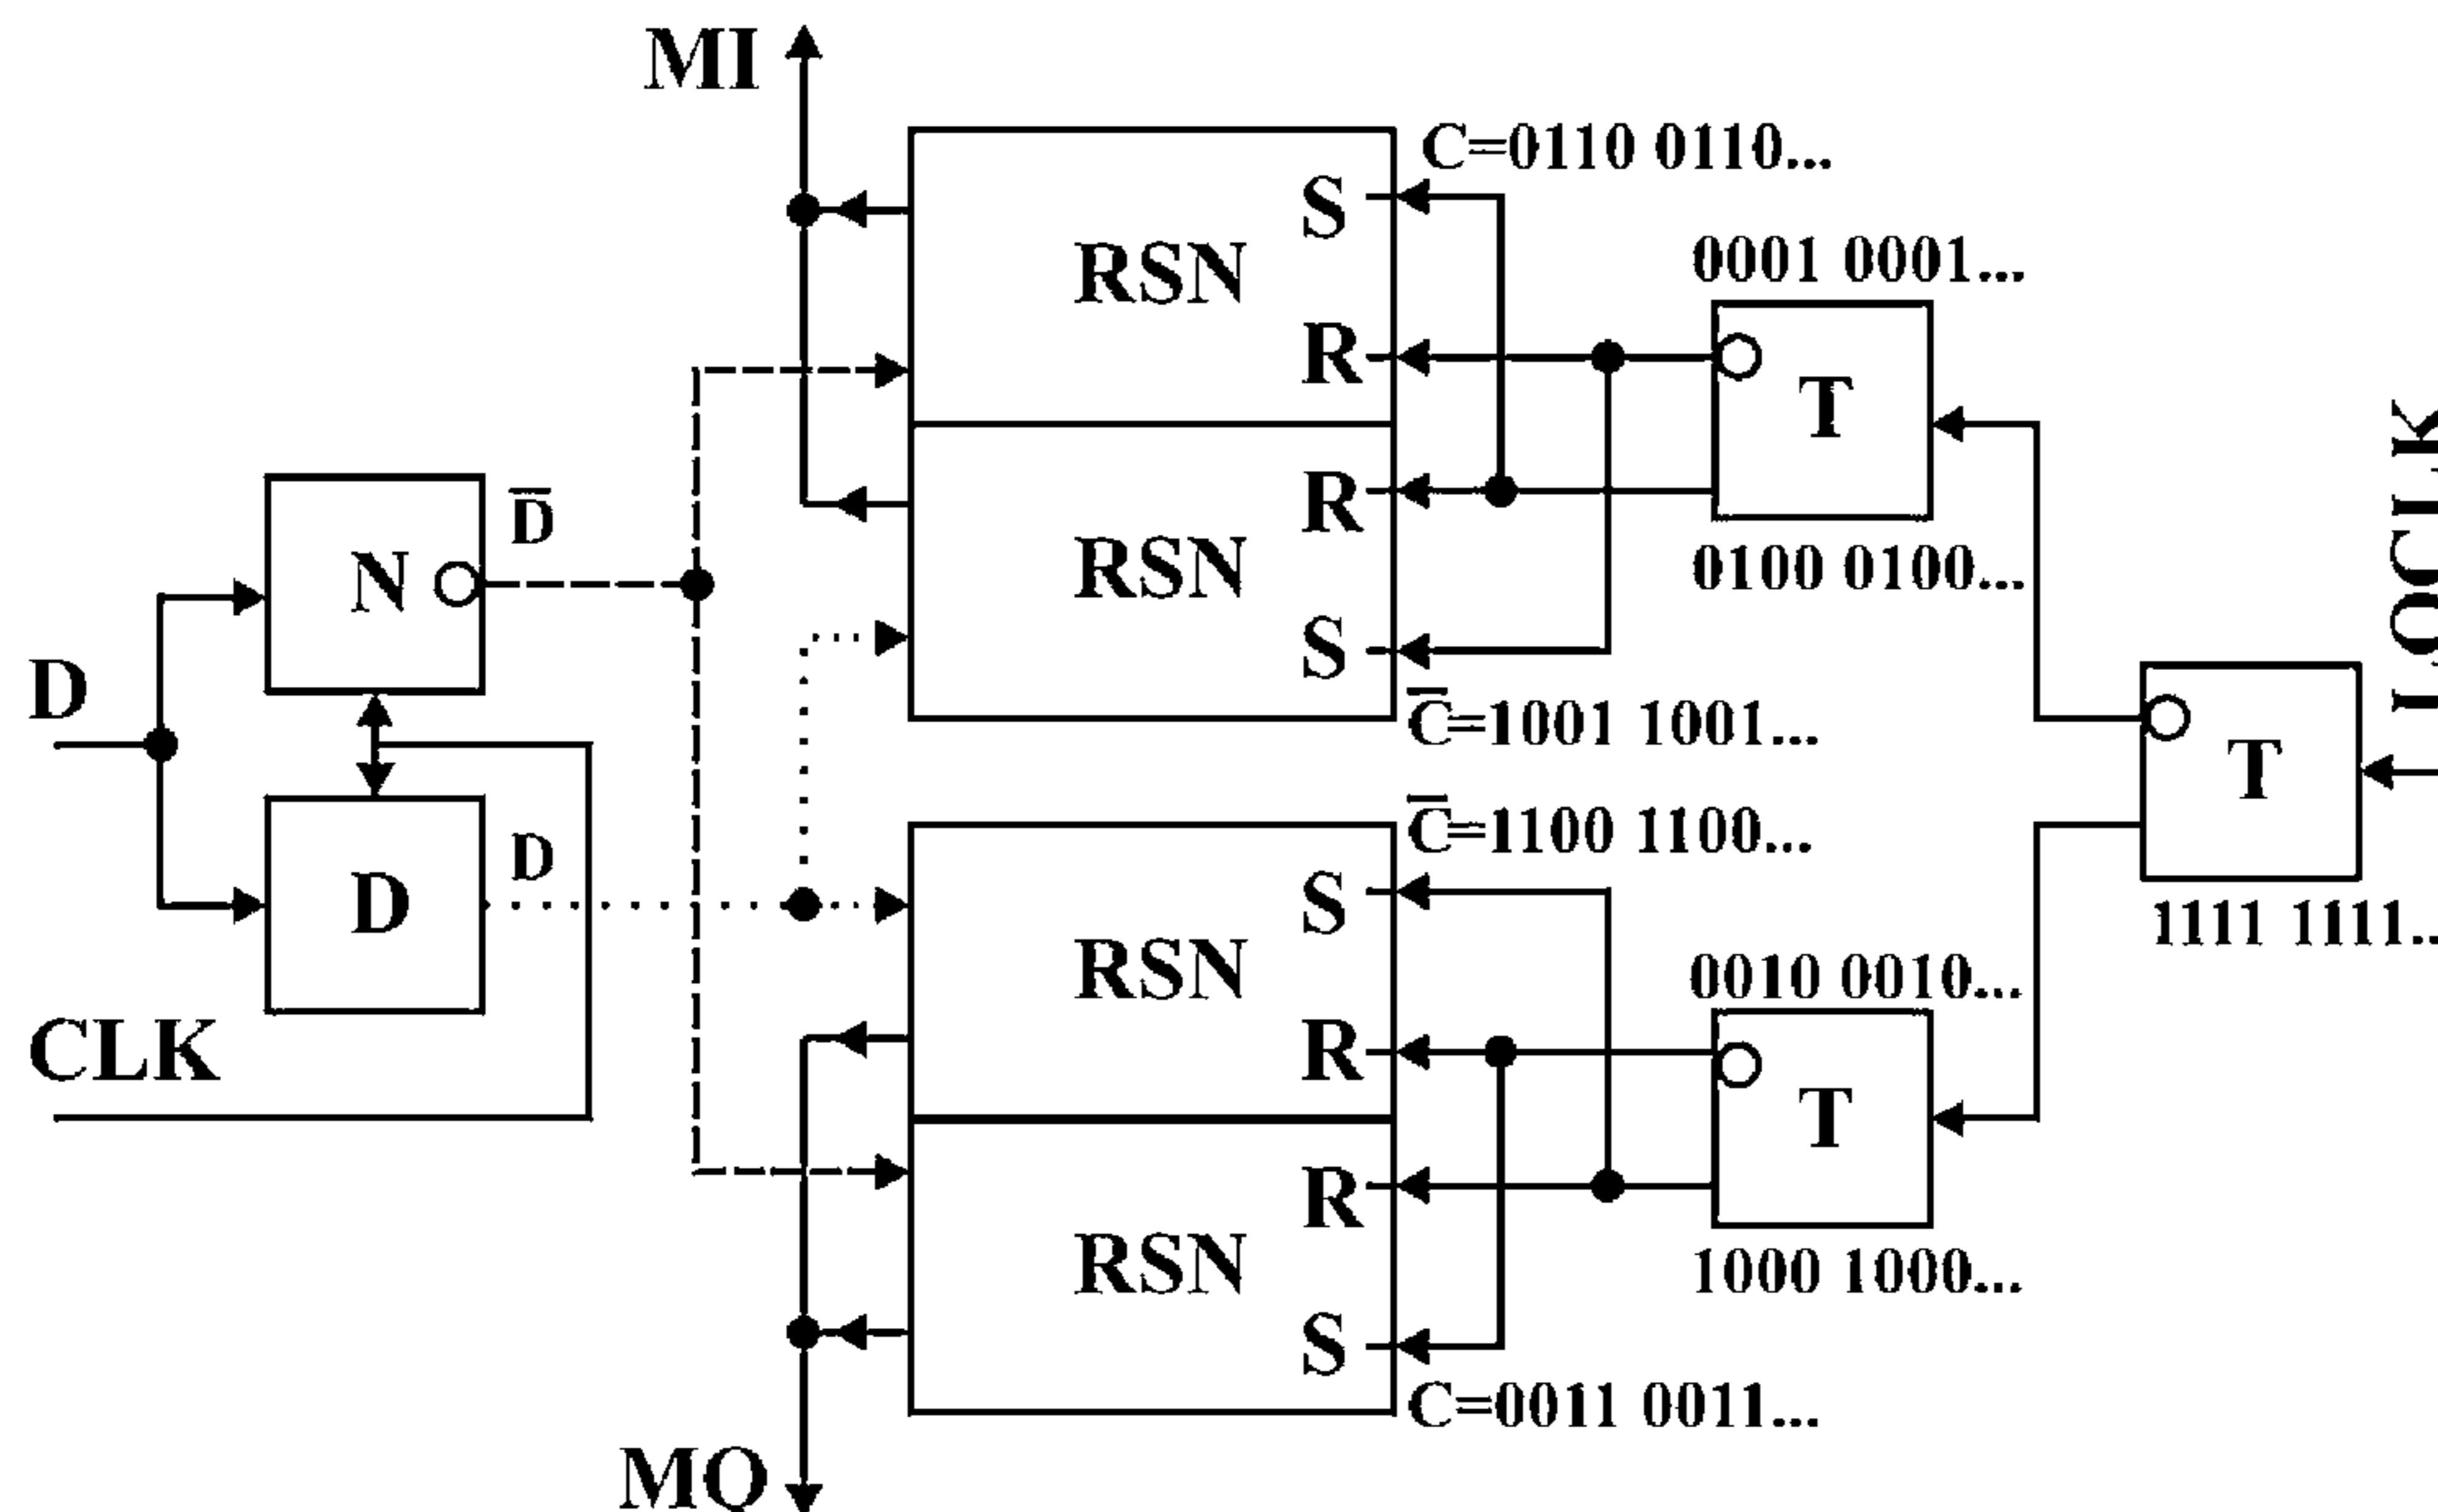 MI
C=0110 0110...
S
RSN
0001 0001...
R
T
R
RSN
0100 0100...
S
C̅=1001 1001...
N
D̅
D
D
D
CLK
C̅=1100 1100...
S
RSN
R
0010 0010...
T
R
RSN
1000 1000...
S
C=0011 0011...
MQ
LOCLK
T
1111 1111..